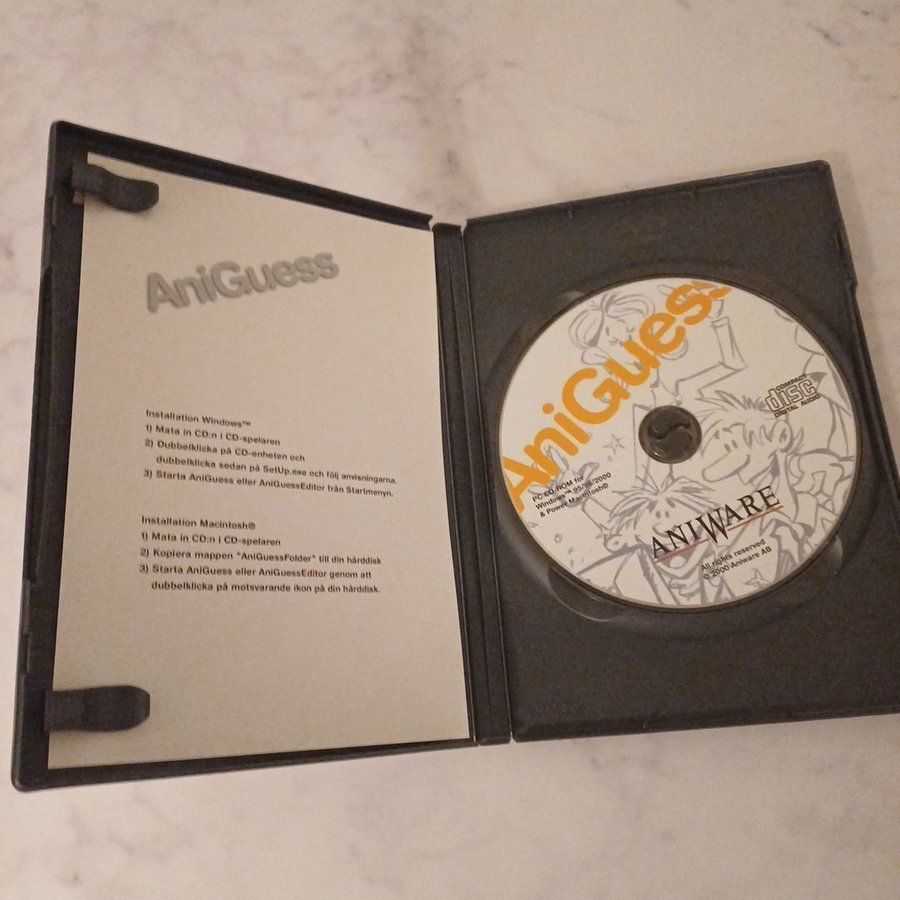 AniGuess
Installation Windows™
1) Mata in CD:n i CD-spelaren
2) Dubbelklicka på CD-enheten och
dubbelklicka sedan på SetUp.exe och följ anvisningarna.
3) Starta AniGuess eller AniGuessEditor från Startmenyn.
Installation Macintosh®
1) Mata in CD:n i CD-spelaren
2) Kopiera mappen "AniGuessFolder" till din hårddisk
3) Starta AniGuess eller AniGuessEditor genom att
dubbelklicka på motsvarande ikon på din hårddisk.
AniGuess
COMPACT
disc
DIGITAL AUDIO
PC CD-ROM for
Windows™ 95/98/2000
& Power Macintosh®
ANIWARE
All rights reserved
© 2000 Aniware AB